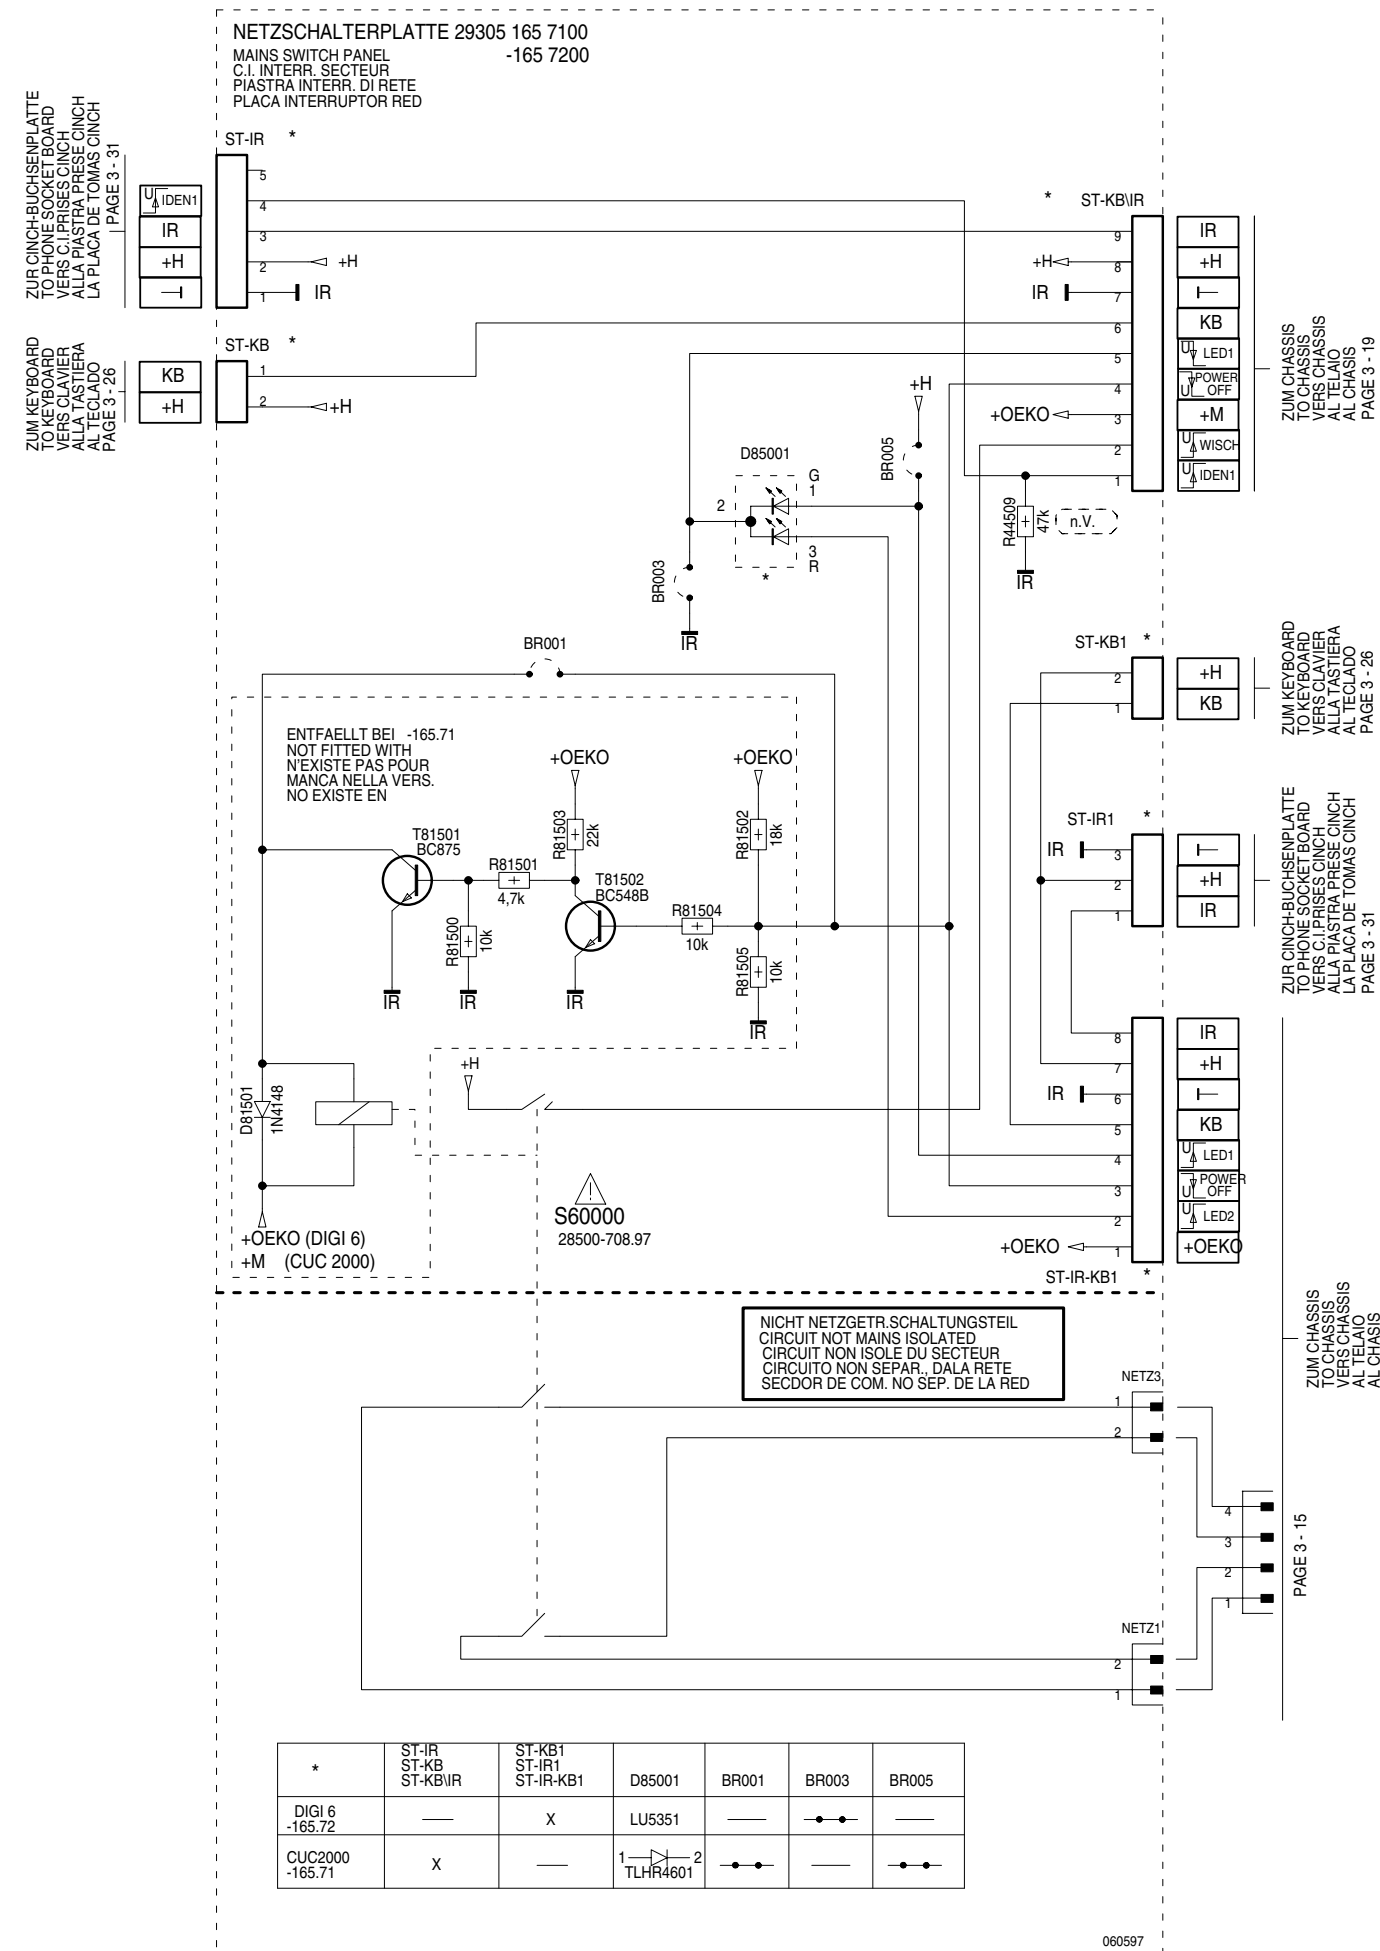 NETZSCHALTERPLATTE 29305 165 7100
MAINS SWITCH PANEL -165 7200
C.I. INTERR. SECTEUR
PIASTRA INTERR. DI RETE
PLACA INTERRUPTOR RED
ZUR CINCH-BUCHSENPLATTE
TO PHONE SOCKET BOARD
VERS C.I.PRISES CINCH
ALLA PIASTRA PRESE CINCH
LA PLACA DE TOMAS CINCH
PAGE 3 - 31
ST-IR *
U IDEN1
IR
+H
5
4
3
2
1
+H
IR
ZUM KEYBOARD
TO KEYBOARD
VERS CLAVIER
ALLA TASTIERA
AL TECLADO
PAGE 3 - 26
ST-KB *
KB
+H
1
2
+H
* ST-KB\IR
+H
IR
+OEKO
9
8
7
6
5
4
3
2
1
IR
+H
KB
U LED1
U POWER OFF
+M
U WISCH
U IDEN1
ZUM CHASSIS
TO CHASSIS
VERS CHASSIS
AL TELAIO
AL CHASIS
PAGE 3 - 19
+H
BR005
D85001
G
1
2
3
R
*
BR003
IR
R44509
47k
n.V.
IR
BR001
ST-KB1 *
2
1
+H
KB
ZUM KEYBOARD
TO KEYBOARD
VERS CLAVIER
ALLA TASTIERA
AL TECLADO
PAGE 3 - 26
ENTFAELLT BEI -165.71
NOT FITTED WITH
N'EXISTE PAS POUR
MANCA NELLA VERS.
NO EXISTE EN
+OEKO
+OEKO
T81501
BC875
R81501
4,7k
R81503
22k
T81502
BC548B
R81502
18k
R81504
10k
R81500
10k
R81505
10k
IR
IR
IR
IR
ST-IR1 *
IR
3
2
1
+H
IR
ZUR CINCH-BUCHSENPLATTE
TO PHONE SOCKET BOARD
VERS C.I.PRISES CINCH
ALLA PIASTRA PRESE CINCH
LA PLACA DE TOMAS CINCH
PAGE 3 - 31
+H
D81501
1N4148
S60000
28500-708.97
+OEKO (DIGI 6)
+M (CUC 2000)
IR
+OEKO
8
7
6
5
4
3
2
1
IR
+H
KB
U LED1
U POWER OFF
U LED2
+OEKO
ST-IR-KB1 *
ZUM CHASSIS
TO CHASSIS
VERS CHASSIS
AL TELAIO
AL CHASIS
NICHT NETZGETR.SCHALTUNGSTEIL
CIRCUIT NOT MAINS ISOLATED
CIRCUIT NON ISOLE DU SECTEUR
CIRCUITO NON SEPAR., DALA RETE
SECDOR DE COM. NO SEP. DE LA RED
NETZ3
1
2
4
3
2
1
PAGE 3 - 15
NETZ1
2
1
* ST-IR ST-KB ST-KB\IR ST-KB1 ST-IR1 ST-IR-KB1 D85001 BR001 BR003 BR005
DIGI 6 -165.72 — X LU5351 — —
CUC2000 -165.71 X — 1 2 TLHR4601 —
060597